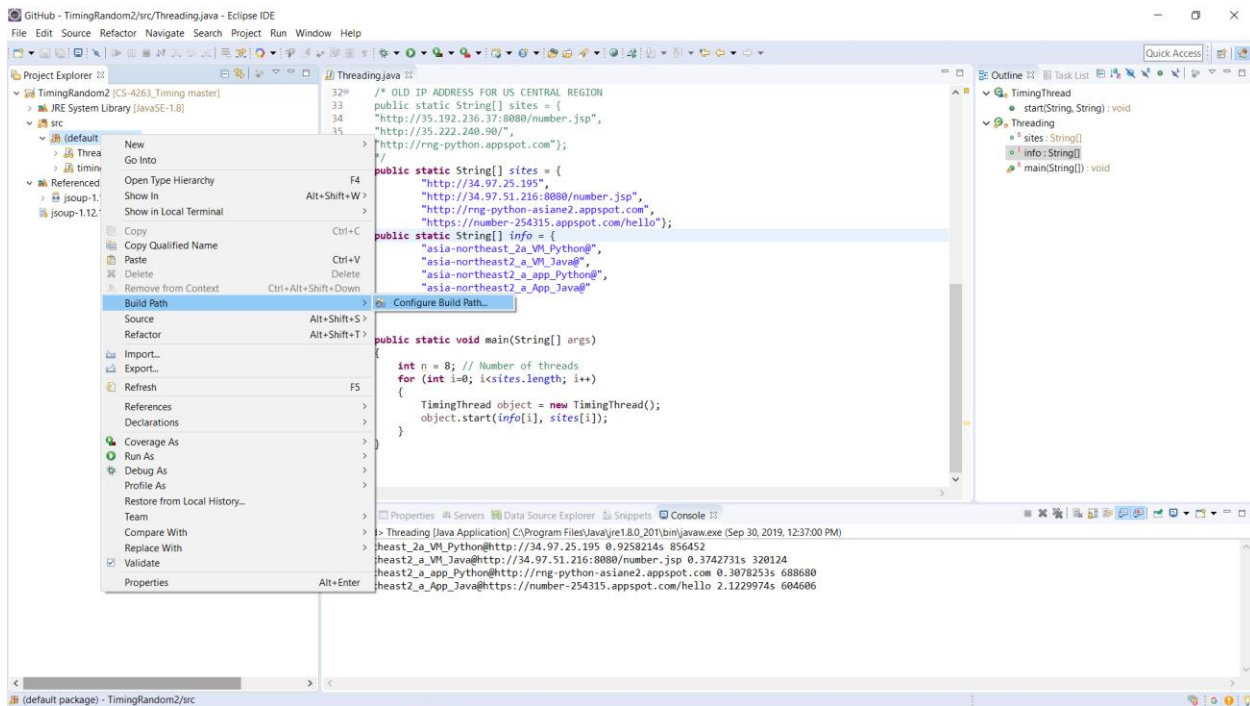 GitHub - TimingRandom2/src/Threading.java - Eclipse IDE
File Edit Source Refactor Navigate Search Project Run Window Help
Quick Access
Project Explorer
TimingRandom2 [CS-4263_Timing master]
JRE System Library [JavaSE-1.8]
src
(default
Threa
timin
Referenced
jsoup-1.
jsoup-1.12.
New
Go Into
Open Type Hierarchy F4
Show In Alt+Shift+W
Show in Local Terminal
Copy Ctrl+C
Copy Qualified Name
Paste Ctrl+V
Delete Delete
Remove from Context Ctrl+Alt+Shift+Down
Build Path
Source Alt+Shift+S
Refactor Alt+Shift+T
Import...
Export...
Refresh F5
References
Declarations
Coverage As
Run As
Debug As
Profile As
Restore from Local History...
Team
Compare With
Replace With
Validate
Properties Alt+Enter
Configure Build Path...
Threading.java
32 /* OLD IP ADDRESS FOR US CENTRAL REGION
33 public static String[] sites = {
34 "http://35.192.236.37:8080/number.jsp",
35 "http://35.222.240.90/",
"http://rng-python.appspot.com"};
*/
public static String[] sites = {
"http://34.97.25.195",
"http://34.97.51.216:8080/number.jsp",
"http://rng-python-asiane2.appspot.com",
"https://number-254315.appspot.com/hello"};
public static String[] info = {
"asia-northeast_2a_VM_Python@",
"asia-northeast2_a_VM_Java@",
"asia-northeast2_a_app_Python@",
"asia-northeast2_a_App_Java@"
public static void main(String[] args)
{
int n = 8; // Number of threads
for (int i=0; i<sites.length; i++)
{
TimingThread object = new TimingThread();
object.start(info[i], sites[i]);
}
}
Outline Task List
TimingThread
start(String, String) : void
Threading
sites : String[]
info : String[]
main(String[]) : void
Properties Servers Data Source Explorer Snippets Console
> Threading [Java Application] C:\Program Files\Java\jre1.8.0_201\bin\javaw.exe (Sep 30, 2019, 12:37:00 PM)
heast_2a_VM_Python@http://34.97.25.195 0.9258214s 856452
heast2_a_VM_Java@http://34.97.51.216:8080/number.jsp 0.3742731s 320124
heast2_a_app_Python@http://rng-python-asiane2.appspot.com 0.3078253s 688680
heast2_a_App_Java@https://number-254315.appspot.com/hello 2.1229974s 604606
(default package) - TimingRandom2/src